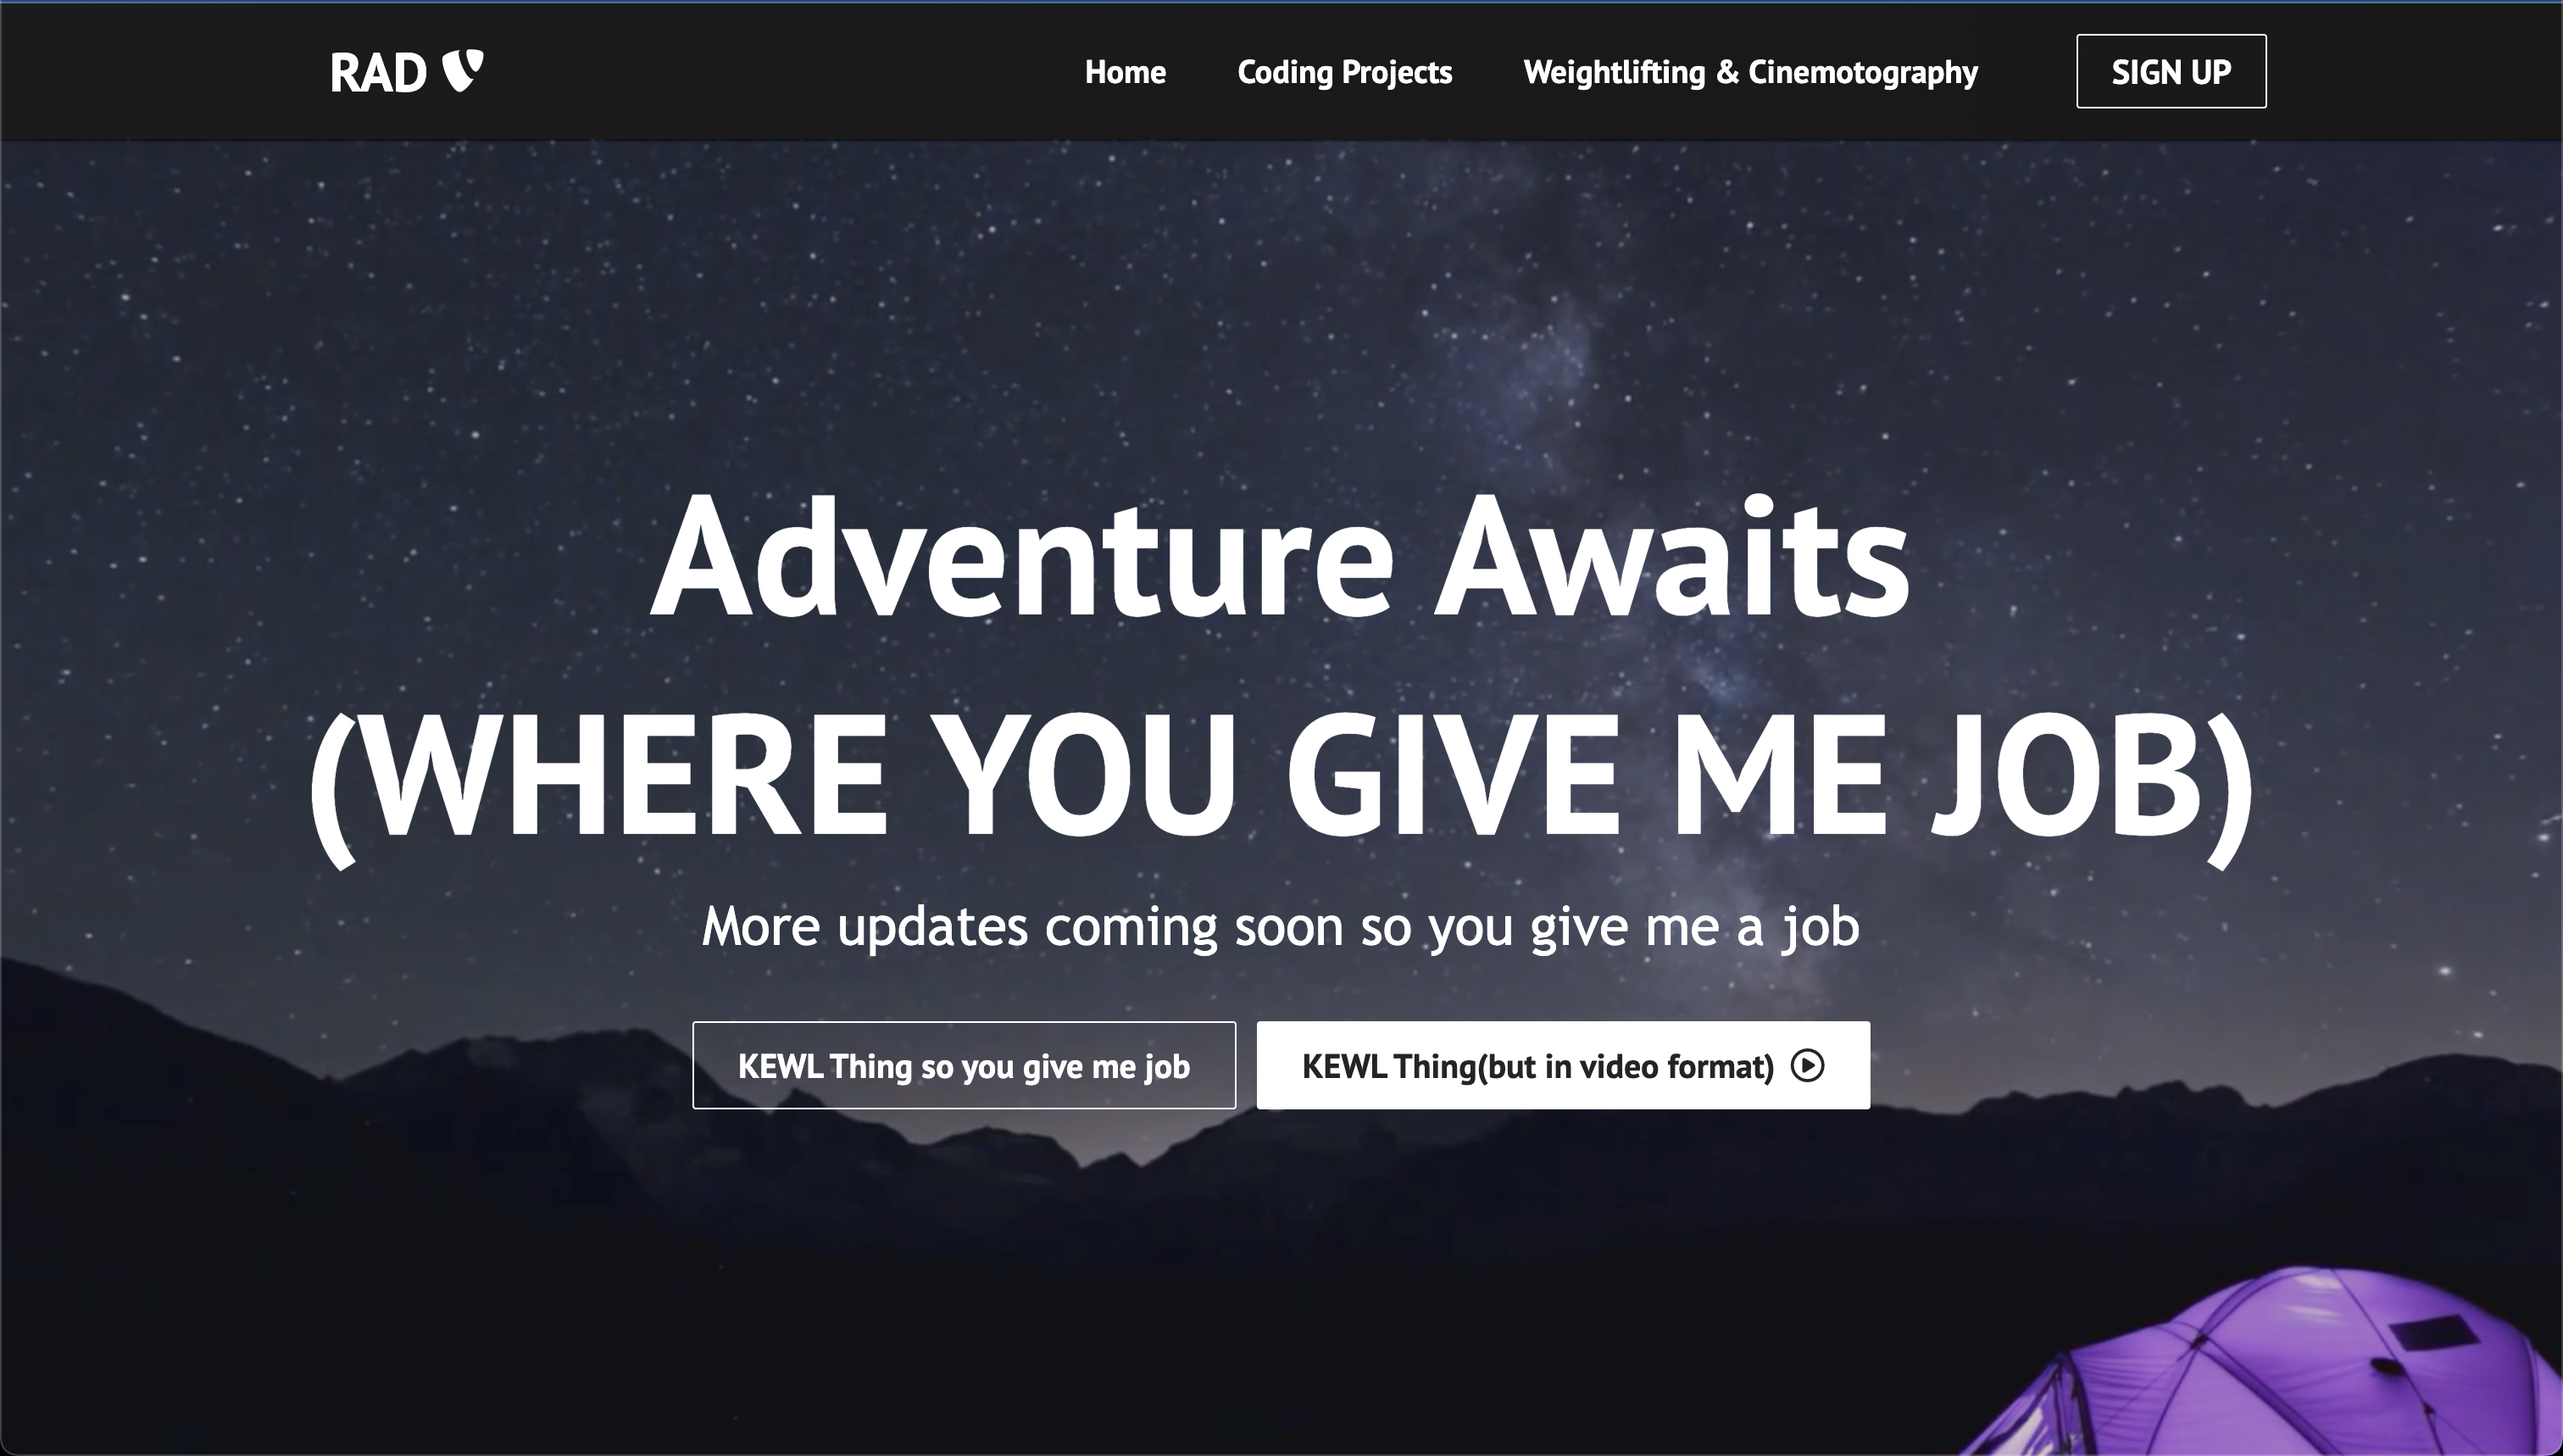 RAD
Home
Coding Projects
Weightlifting & Cinemotography
SIGN UP
Adventure Awaits
(WHERE YOU GIVE ME JOB)
More updates coming soon so you give me a job
KEWL Thing so you give me job
KEWL Thing(but in video format)